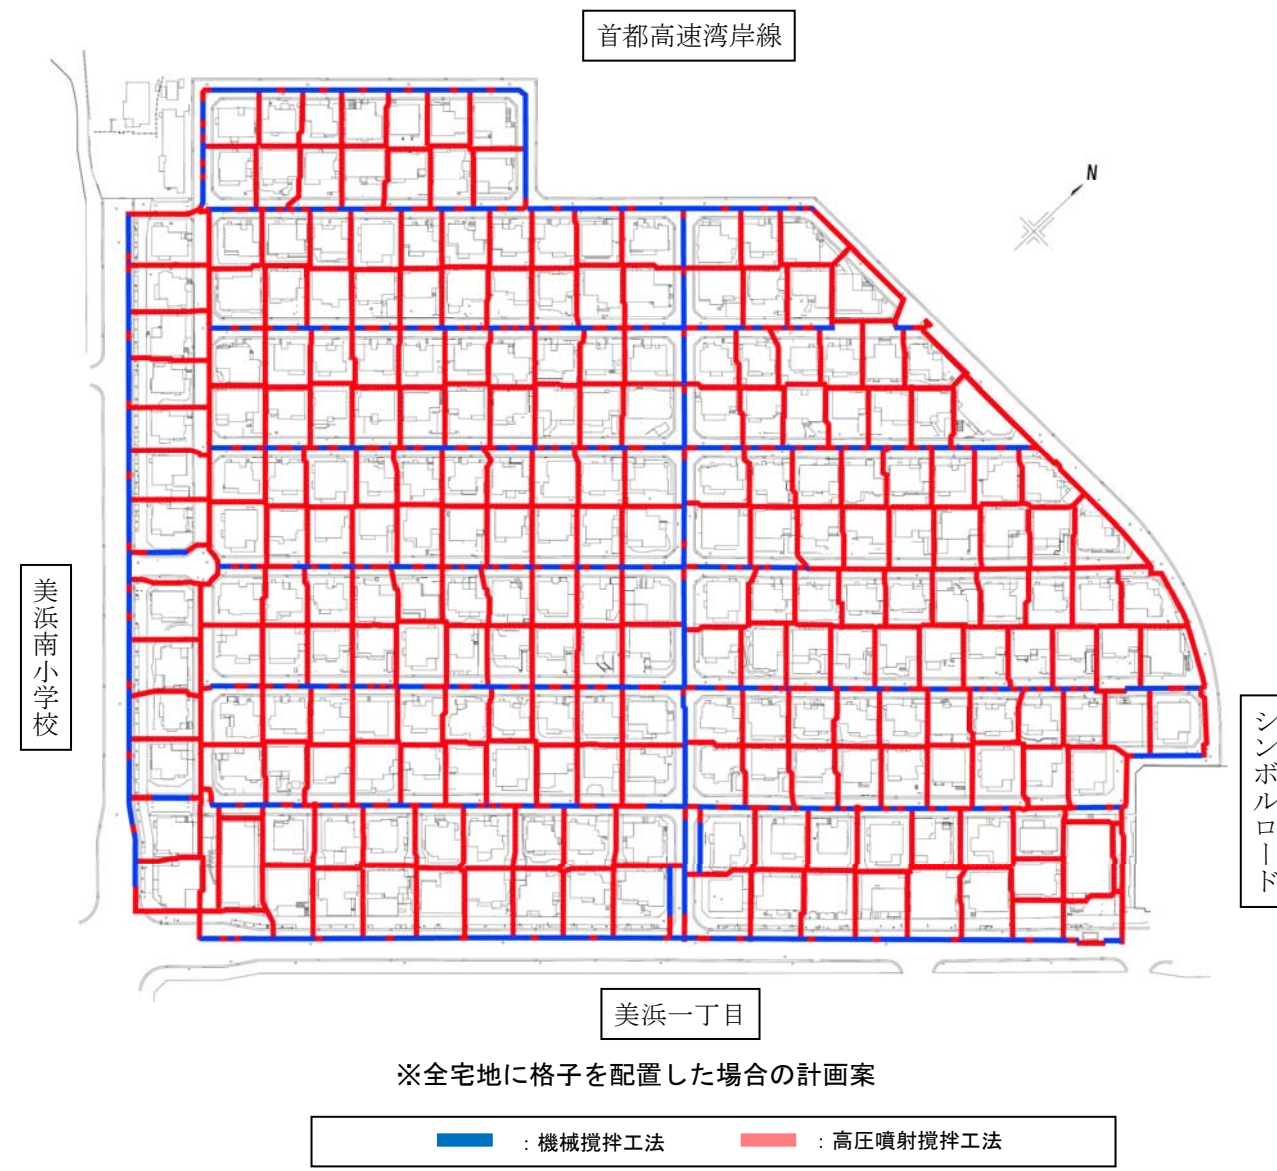 首都高速湾岸線
N
美浜南小学校
シンボルロード
美浜一丁目
※全宅地に格子を配置した場合の計画案
：機械撹拌工法
：高圧噴射撹拌工法